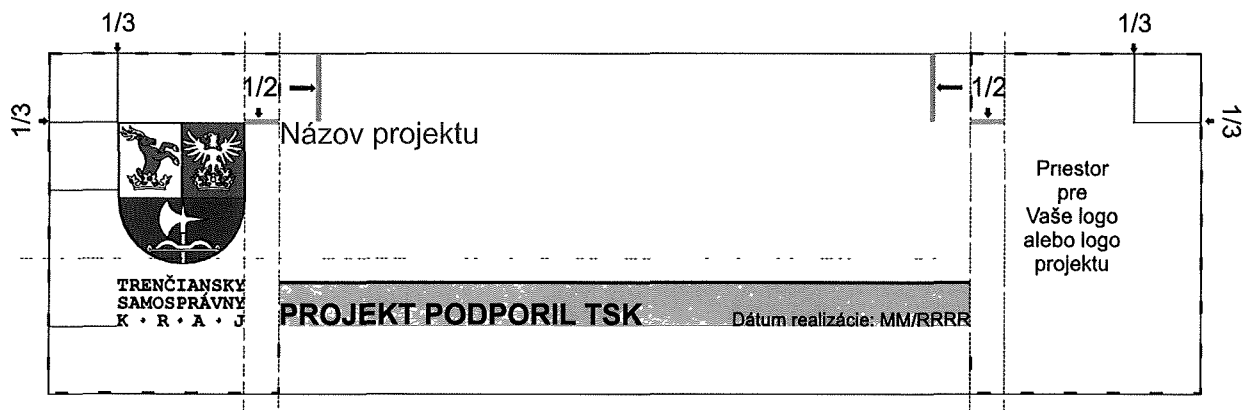 1/3
1/3
1/2
1/2
1/3
1/3
Názov projektu
Priestor
pre
Vaše logo
alebo logo
projektu
TRENČIANSKY
SAMOSPRÁVNY
K · R · A · J
PROJEKT PODPORIL TSK
Dátum realizácie: MM/RRRR